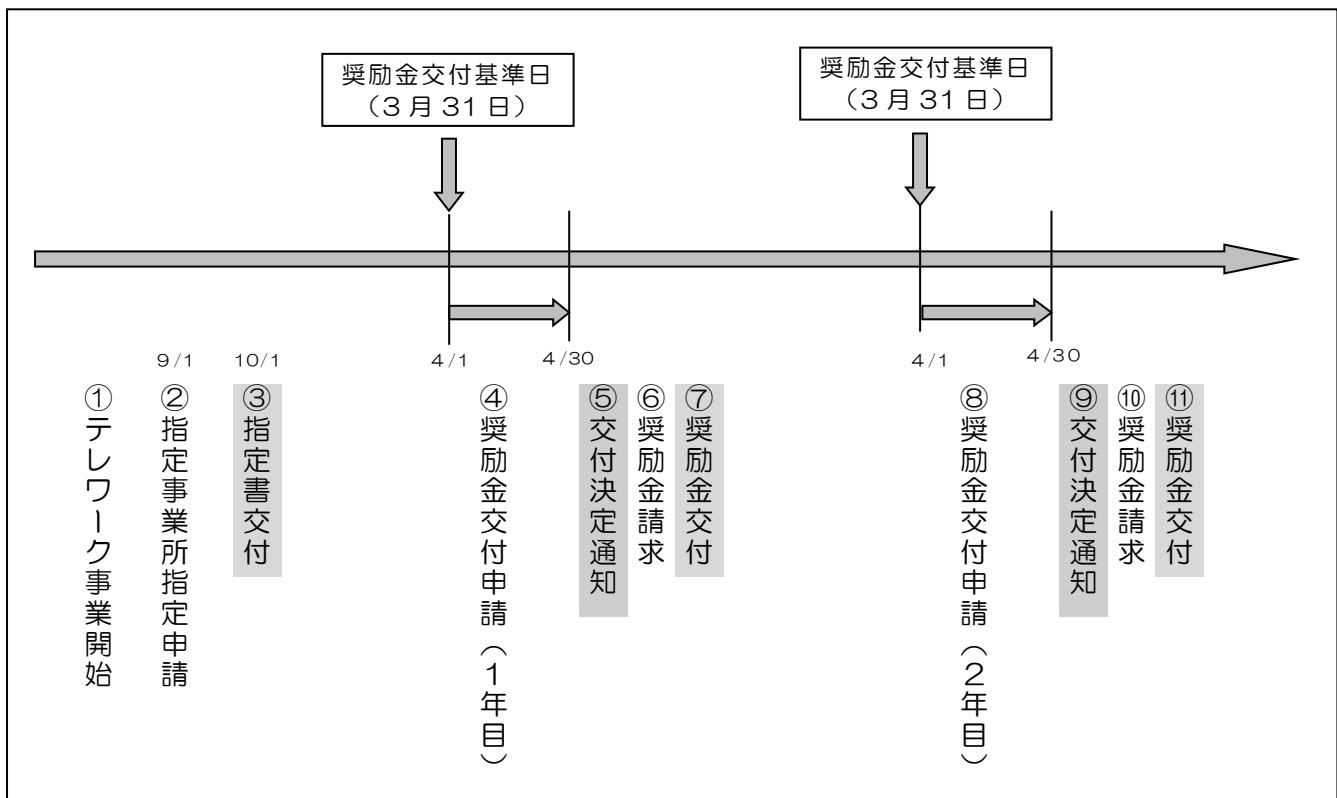 奨励金交付基準日
（3月31日）
奨励金交付基準日
（3月31日）
9/1
10/1
4/1
4/30
4/1
4/30
①テレワーク事業開始
②指定事業所指定申請
③指定書交付
④奨励金交付申請（1年目）
⑤交付決定通知
⑥奨励金請求
⑦奨励金交付
⑧奨励金交付申請（2年目）
⑨交付決定通知
⑩奨励金請求
⑪奨励金交付